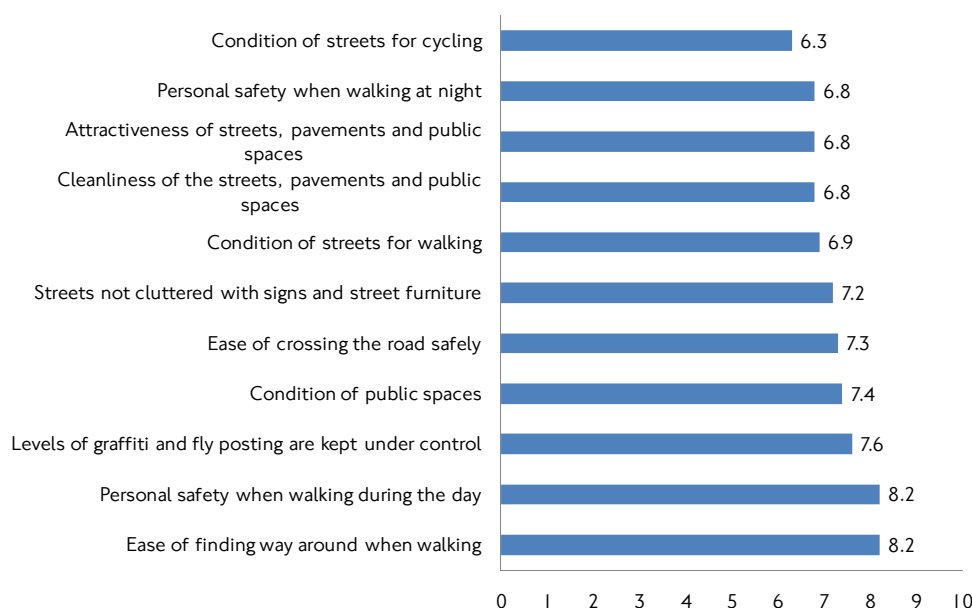 Condition of streets for cycling 6.3
Personal safety when walking at night 6.8
Attractiveness of streets, pavements and public
spaces 6.8
Cleanliness of the streets, pavements and public
spaces 6.8
Condition of streets for walking 6.9
Streets not cluttered with signs and street furniture 7.2
Ease of crossing the road safely 7.3
Condition of public spaces 7.4
Levels of graffiti and fly posting are kept under control 7.6
Personal safety when walking during the day 8.2
Ease of finding way around when walking 8.2
0 1 2 3 4 5 6 7 8 9 10